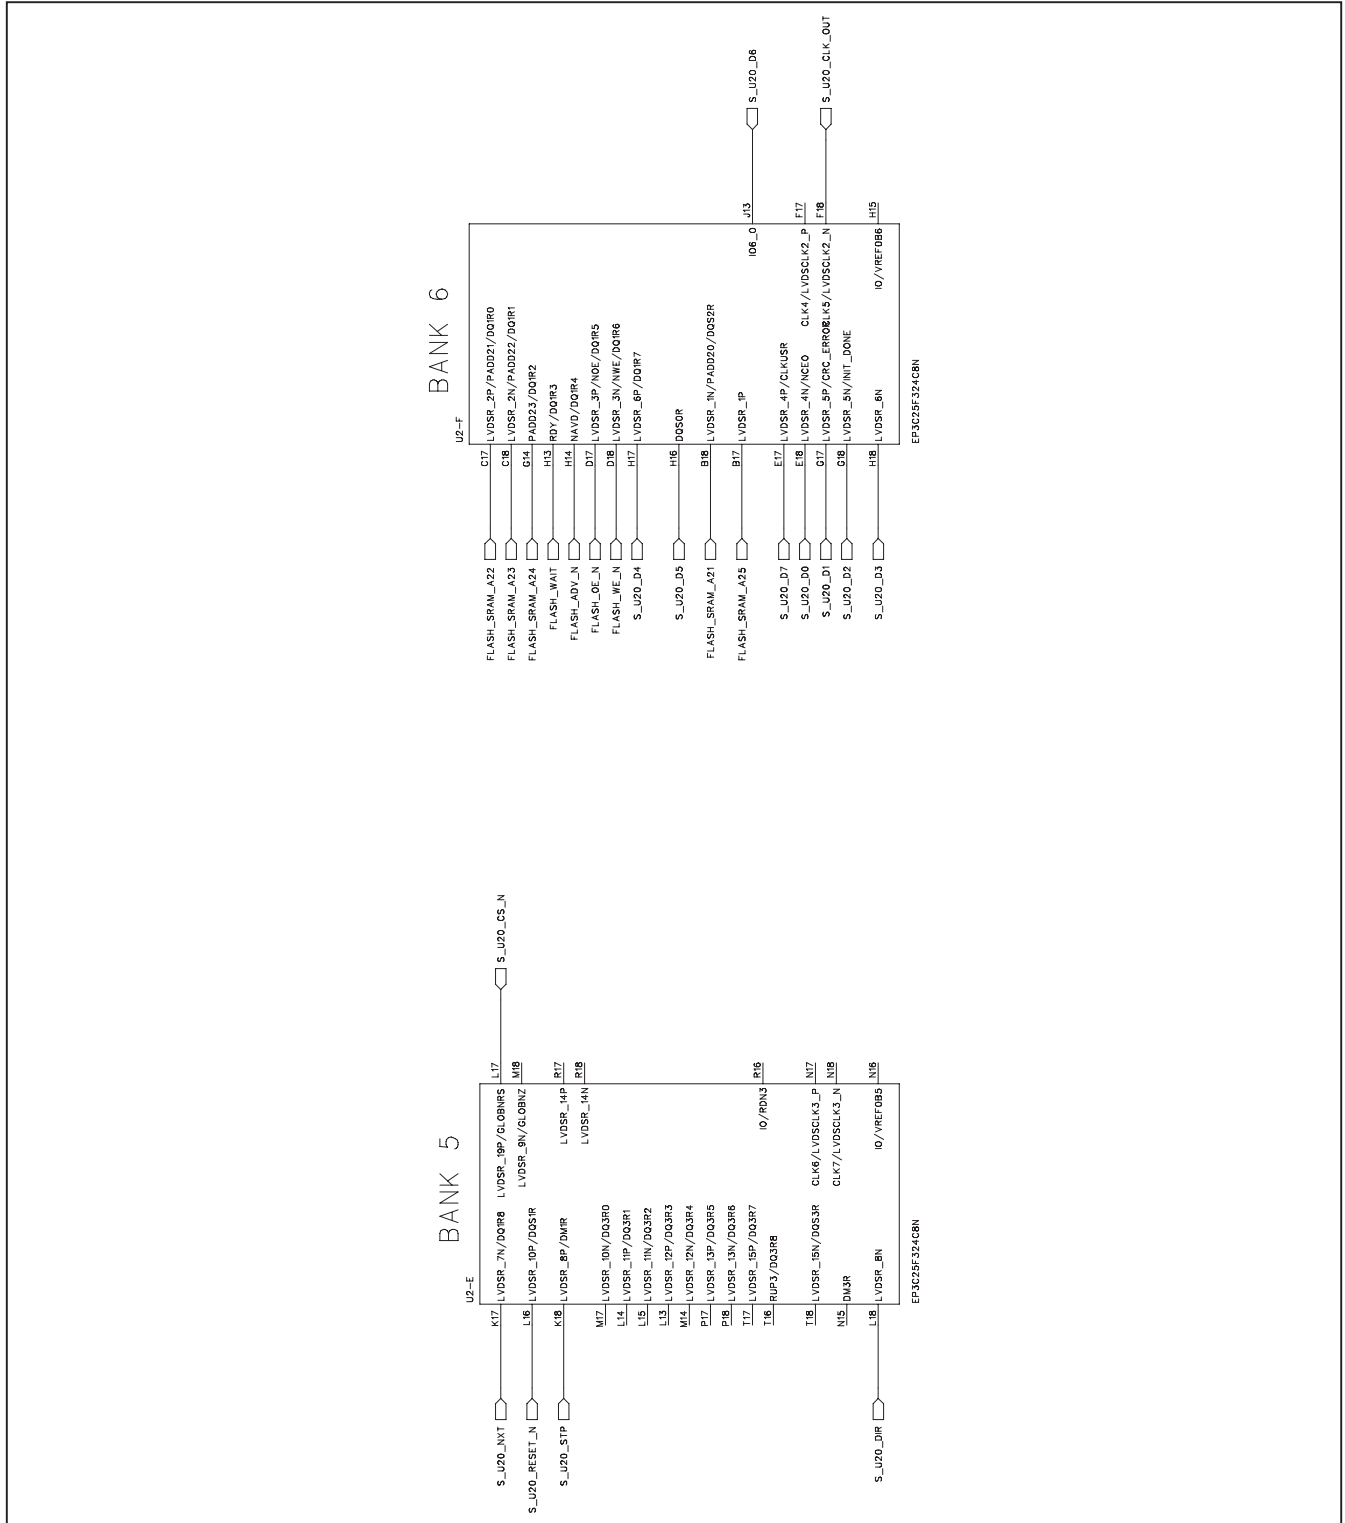 BANK 5
U2-E
S_U20_NXT K17 LVDSR_7N/DQ1R8 LVDSR_19P/GLOBNRS L17 S_U20_CS_N
LVDSR_9N/GLOBNZ M18
S_U20_RESET_N L16 LVDSR_10P/DQS1R
S_U20_STP K18 LVDSR_8P/DM1R LVDSR_14P R17
LVDSR_14N R18
M17 LVDSR_10N/DQ3R0
L14 LVDSR_11P/DQ3R1
L15 LVDSR_11N/DQ3R2
L13 LVDSR_12P/DQ3R3
M14 LVDSR_12N/DQ3R4
P17 LVDSR_13P/DQ3R5
P18 LVDSR_13N/DQ3R6
T17 LVDSR_15P/DQ3R7
IO/RDN3 R16
T16 RUP3/DQ3R8
T18 LVDSR_15N/DQS3R CLK6/LVDSCLK3_P N17
CLK7/LVDSCLK3_N N18
N15 DM3R
S_U20_DIR L18 LVDSR_8N IO/VREF0B5 N16
EP3C25F324C8N
BANK 6
U2-F
FLASH_SRAM_A22 C17 LVDSR_2P/PADD21/DQ1R0
FLASH_SRAM_A23 C18 LVDSR_2N/PADD22/DQ1R1
FLASH_SRAM_A24 G14 PADD23/DQ1R2
FLASH_WAIT H13 RDY/DQ1R3
FLASH_ADV_N H14 NAVD/DQ1R4
FLASH_OE_N D17 LVDSR_3P/NOE/DQ1R5
FLASH_WE_N D18 LVDSR_3N/NWE/DQ1R6
S_U20_D4 H17 LVDSR_6P/DQ1R7
S_U20_D5 H16 DQS0R
FLASH_SRAM_A21 B18 LVDSR_1N/PADD20/DQS2R
FLASH_SRAM_A25 B17 LVDSR_1P
IO6_0 J13 S_U20_D6
S_U20_D7 E17 LVDSR_4P/CLKUSR
S_U20_D0 E18 LVDSR_4N/NCEO CLK4/LVDSCLK2_P F17
S_U20_D1 G17 LVDSR_5P/CRC_ERROR CLK5/LVDSCLK2_N F18 S_U20_CLK_OUT
S_U20_D2 G18 LVDSR_5N/INIT_DONE
S_U20_D3 H18 LVDSR_6N IO/VREF0B6 H15
EP3C25F324C8N